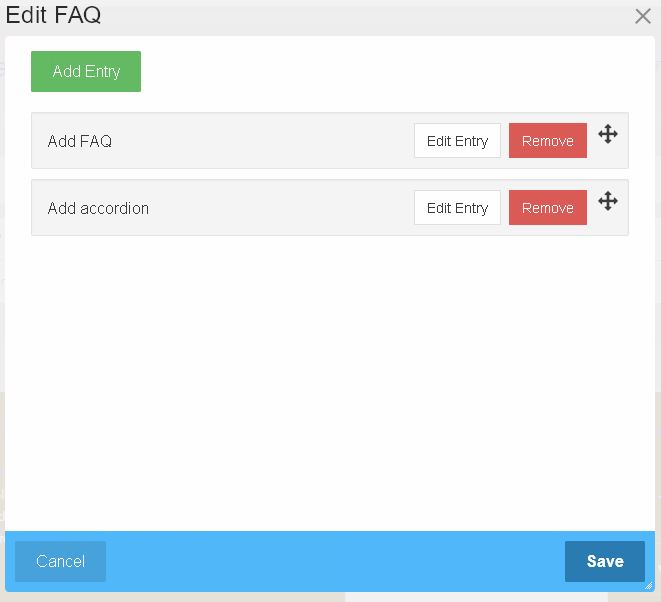 Edit FAQ
Add Entry
Add FAQ Edit Entry Remove
Add accordion Edit Entry Remove
Cancel Save